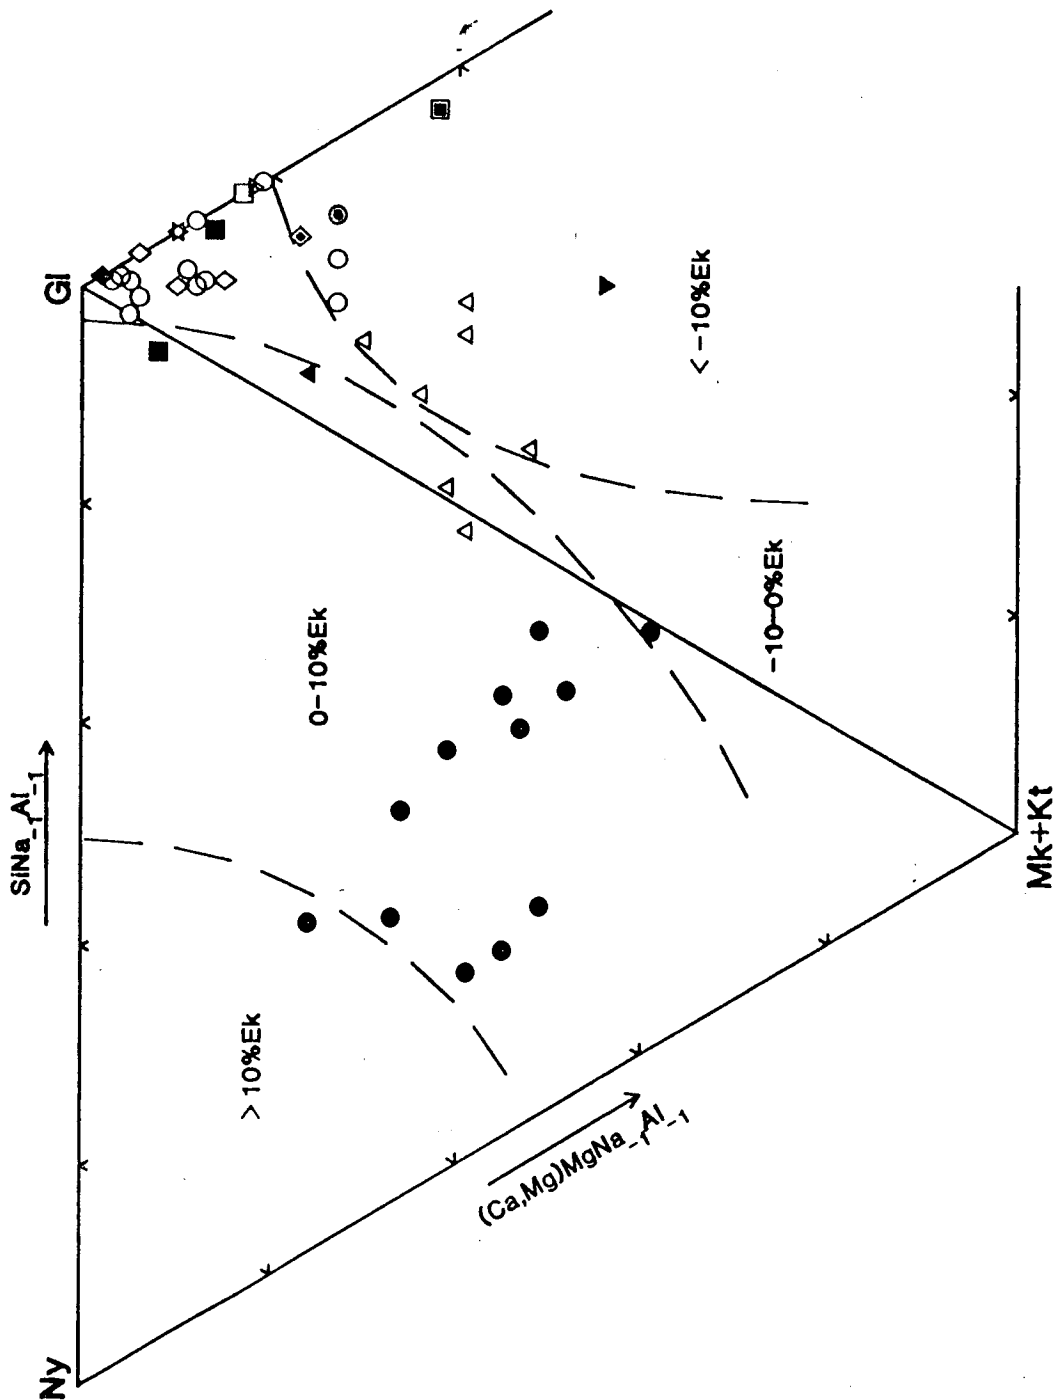 Ny
SiNa₋₁Al₋₁
Gl
>10%Ek
0-10%Ek
<-10%Ek
-10-0%Ek
(Ca,Mg)MgNa₋₁Al₋₁
Mk+Kt